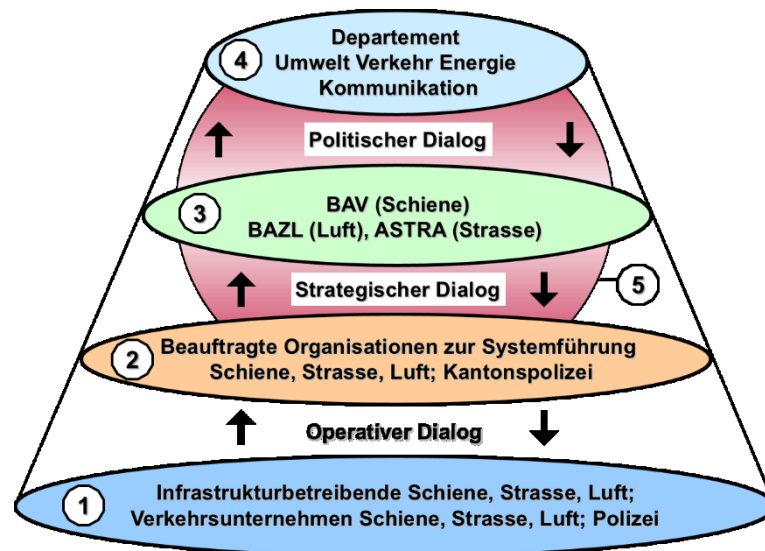 4
Departement
Umwelt Verkehr Energie
Kommunikation
Politischer Dialog
3
BAV (Schiene)
BAZL (Luft), ASTRA (Strasse)
Strategischer Dialog
5
2
Beauftragte Organisationen zur Systemführung
Schiene, Strasse, Luft; Kantonspolizei
Operativer Dialog
1
Infrastrukturbetreibende Schiene, Strasse, Luft;
Verkehrsunternehmen Schiene, Strasse, Luft; Polizei